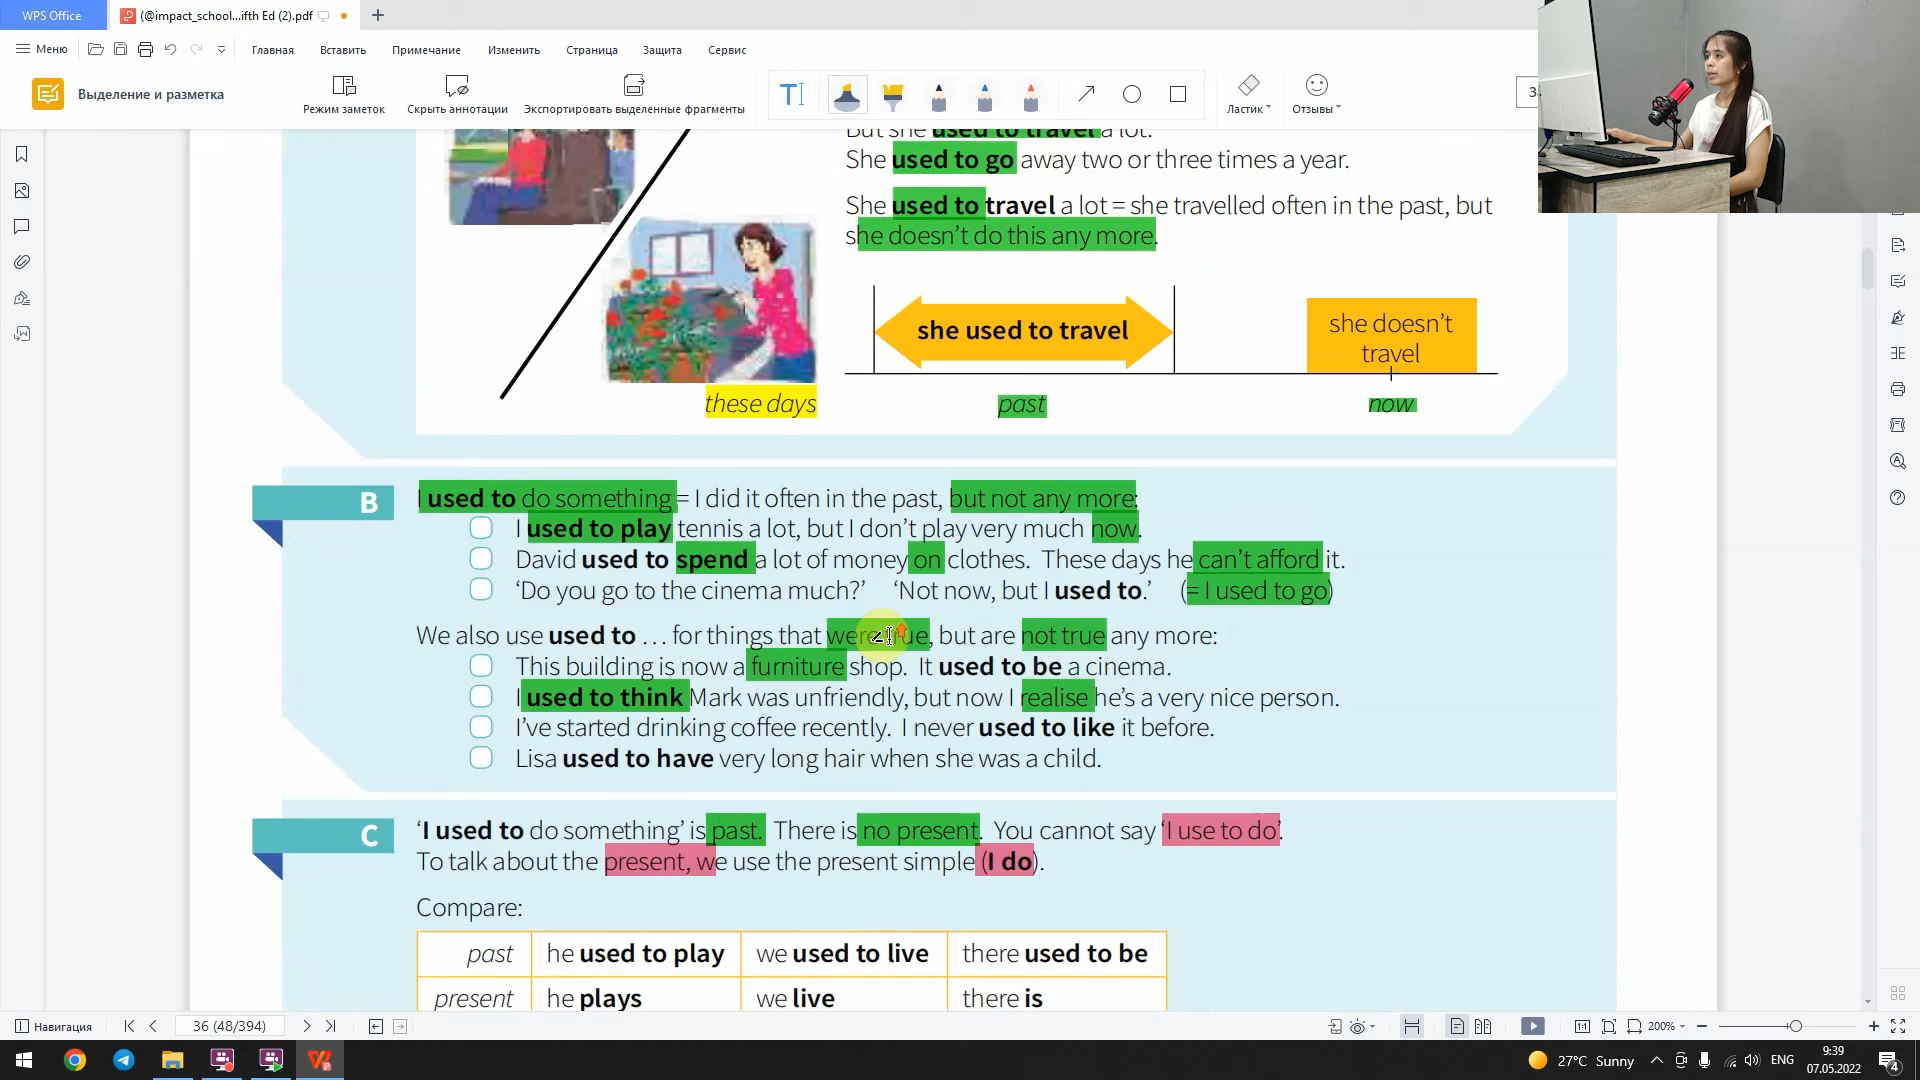 WPS Office
(@impact_school...ifth Ed (2).pdf
Меню
Главная
Вставить
Примечание
Изменить
Страница
Защита
Сервис
Выделение и разметка
Режим заметок
Скрыть аннотации
Экспортировать выделенные фрагменты
Ластик
Отзывы
But she used to travel a lot.
She used to go away two or three times a year.
She used to travel a lot = she travelled often in the past, but
she doesn't do this any more.
she used to travel
she doesn't
travel
these days
past
now
B
I used to do something = I did it often in the past, but not any more:
I used to play tennis a lot, but I don't play very much now.
David used to spend a lot of money on clothes. These days he can't afford it.
‘Do you go to the cinema much?’ ‘Not now, but I used to.’ (= I used to go)
We also use used to … for things that were true, but are not true any more:
This building is now a furniture shop. It used to be a cinema.
I used to think Mark was unfriendly, but now I realise he's a very nice person.
I've started drinking coffee recently. I never used to like it before.
Lisa used to have very long hair when she was a child.
C
‘I used to do something’ is past. There is no present. You cannot say ‘I use to do’.
To talk about the present, we use the present simple (I do).
Compare:
past he used to play we used to live there used to be
present he plays we live there is
Навигация
36 (48/394)
1:1
200%
27°C Sunny
ENG
9:39
07.05.2022
4